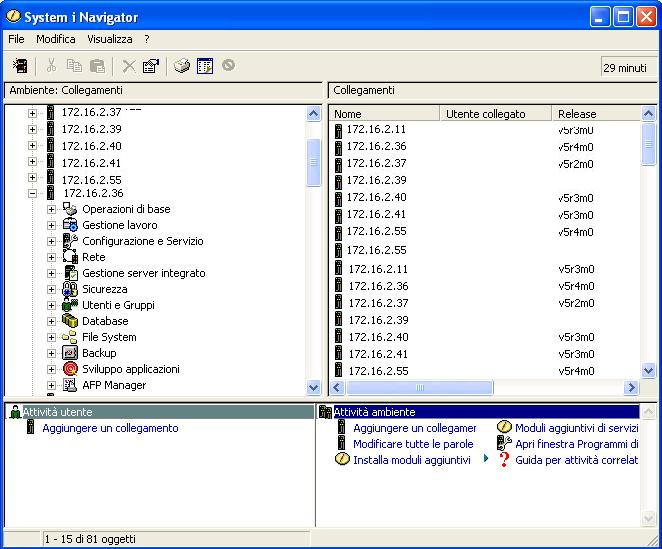 System i Navigator
File Modifica Visualizza ?
29 minuti
Ambiente: Collegamenti
172.16.2.37
172.16.2.39
172.16.2.40
172.16.2.41
172.16.2.55
172.16.2.36
Operazioni di base
Gestione lavoro
Configurazione e Servizio
Rete
Gestione server integrato
Sicurezza
Utenti e Gruppi
Database
File System
Backup
Sviluppo applicazioni
AFP Manager
Collegamenti
Nome Utente collegato Release
172.16.2.11 v5r3m0
172.16.2.36 v5r4m0
172.16.2.37 v5r2m0
172.16.2.39
172.16.2.40 v5r3m0
172.16.2.41 v5r3m0
172.16.2.55 v5r4m0
172.16.2.55
172.16.2.11 v5r3m0
172.16.2.36 v5r4m0
172.16.2.37 v5r2m0
172.16.2.39
172.16.2.40 v5r3m0
172.16.2.41 v5r3m0
172.16.2.55 v5r4m0
Attività utente
Aggiungere un collegamento
Attività ambiente
Aggiungere un collegamer
Modificare tutte le parole
Installa moduli aggiuntivi
Moduli aggiuntivi di servizi
Apri finestra Programmi di
Guida per attività correlat
1 - 15 di 81 oggetti